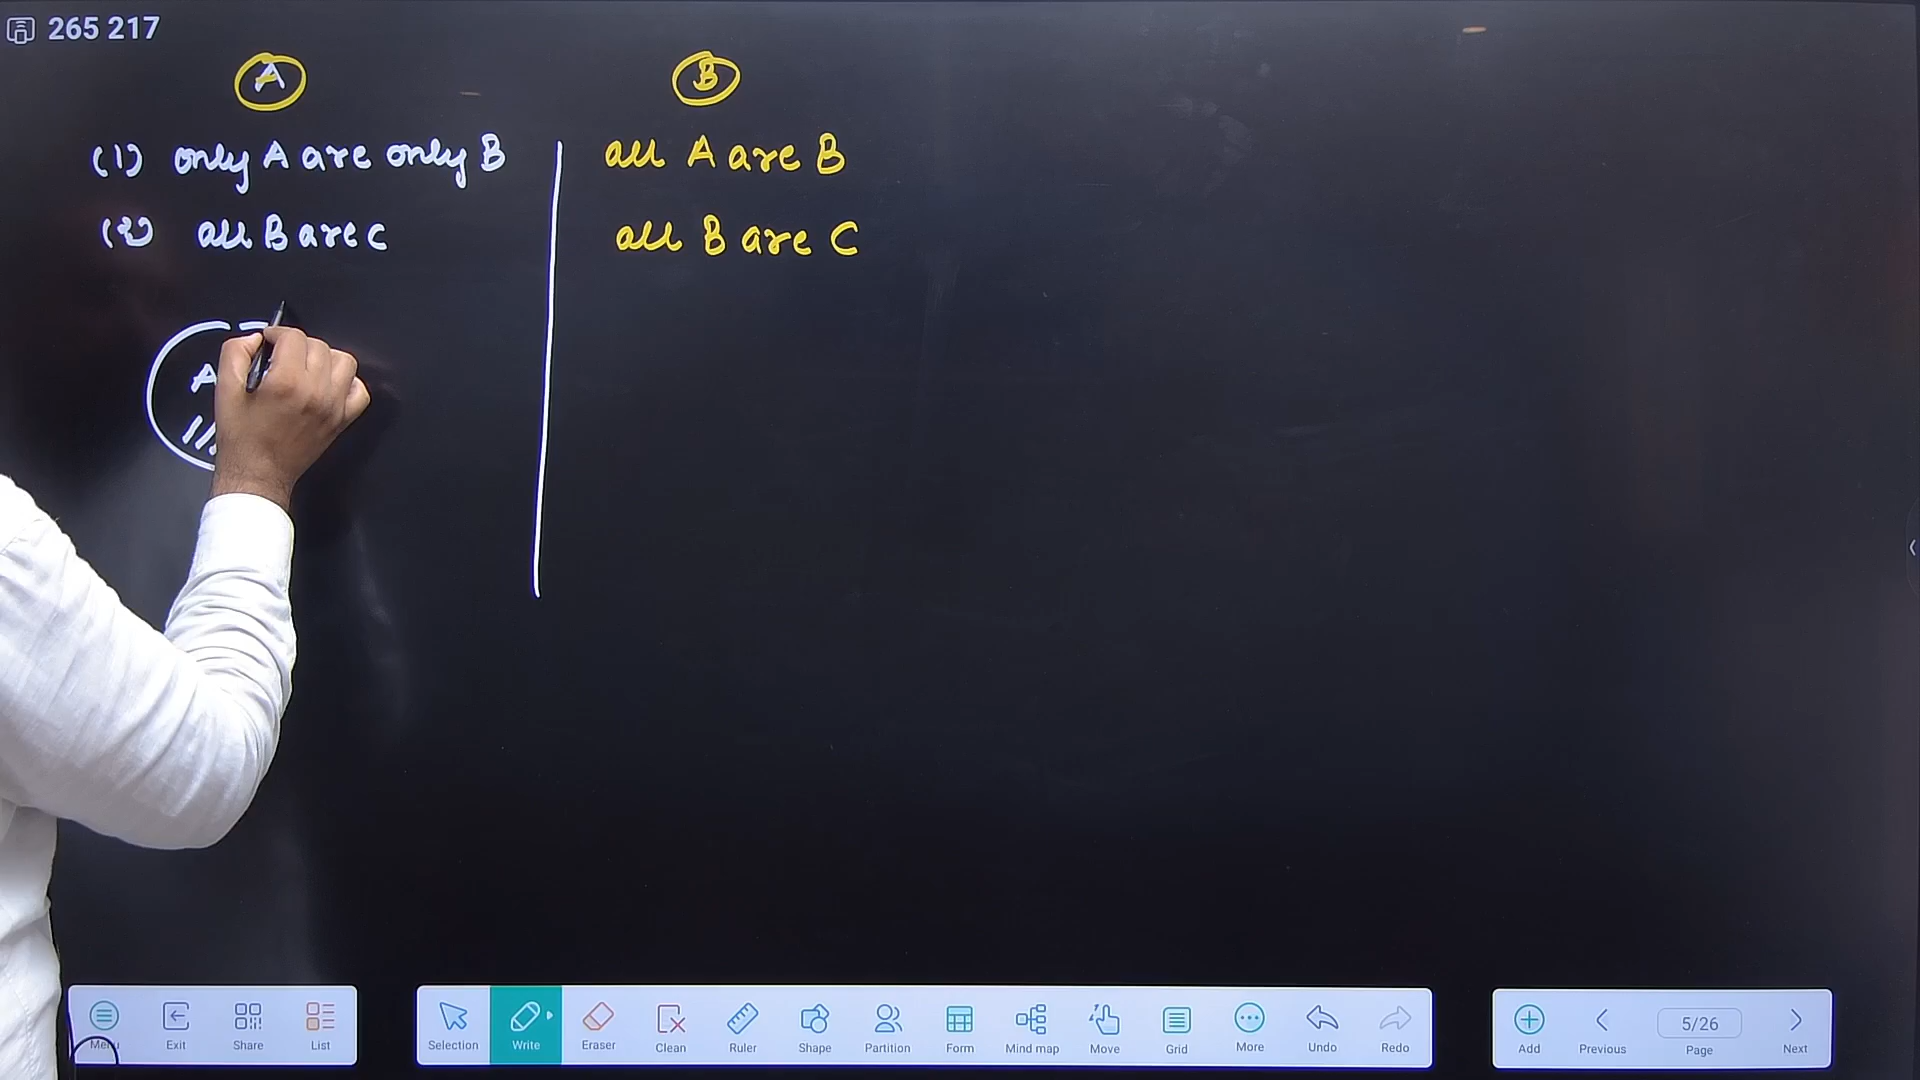 265 217
A
B
(1) only A are only B
all A are B
(2) all B are C
all B are C
A
Menu
Exit
Share
List
Selection
Write
Eraser
Clean
Ruler
Shape
Partition
Form
Mind map
Move
Grid
More
Undo
Redo
Add
Previous
5/26
Page
Next